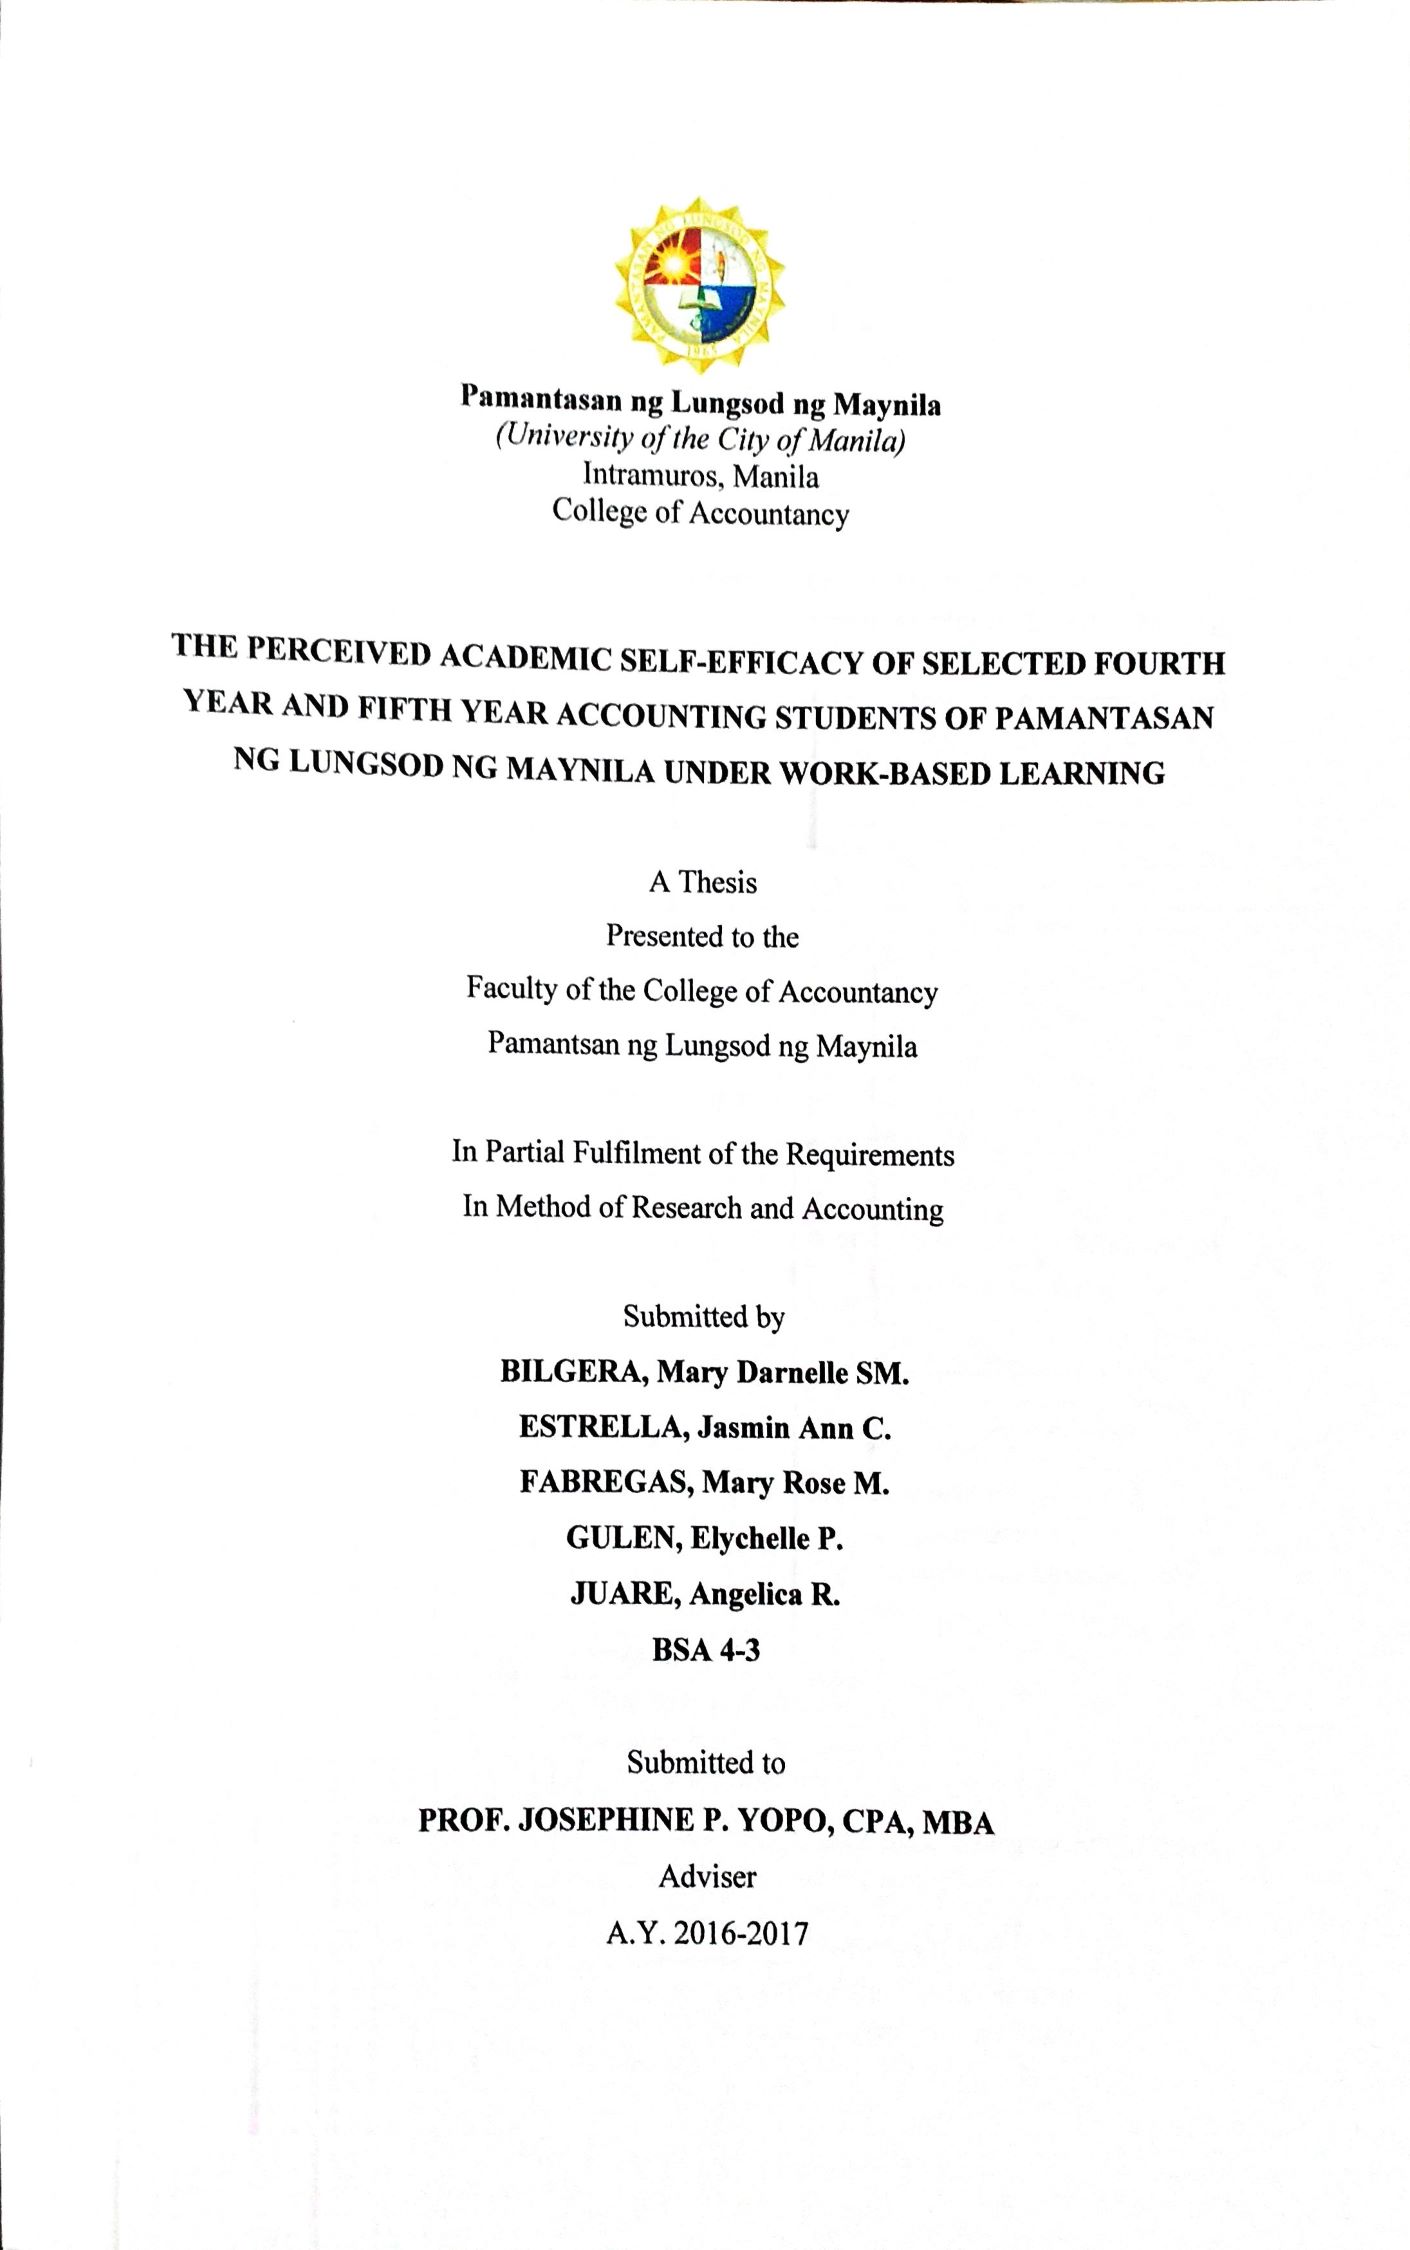 PAMANTASAN NG LUNGSOD NG MAYNILA
1965
Pamantasan ng Lungsod ng Maynila
(University of the City of Manila)
Intramuros, Manila
College of Accountancy
THE PERCEIVED ACADEMIC SELF-EFFICACY OF SELECTED FOURTH
YEAR AND FIFTH YEAR ACCOUNTING STUDENTS OF PAMANTASAN
NG LUNGSOD NG MAYNILA UNDER WORK-BASED LEARNING
A Thesis
Presented to the
Faculty of the College of Accountancy
Pamantsan ng Lungsod ng Maynila
In Partial Fulfilment of the Requirements
In Method of Research and Accounting
Submitted by
BILGERA, Mary Darnelle SM.
ESTRELLA, Jasmin Ann C.
FABREGAS, Mary Rose M.
GULEN, Elychelle P.
JUARE, Angelica R.
BSA 4-3
Submitted to
PROF. JOSEPHINE P. YOPO, CPA, MBA
Adviser
A.Y. 2016-2017